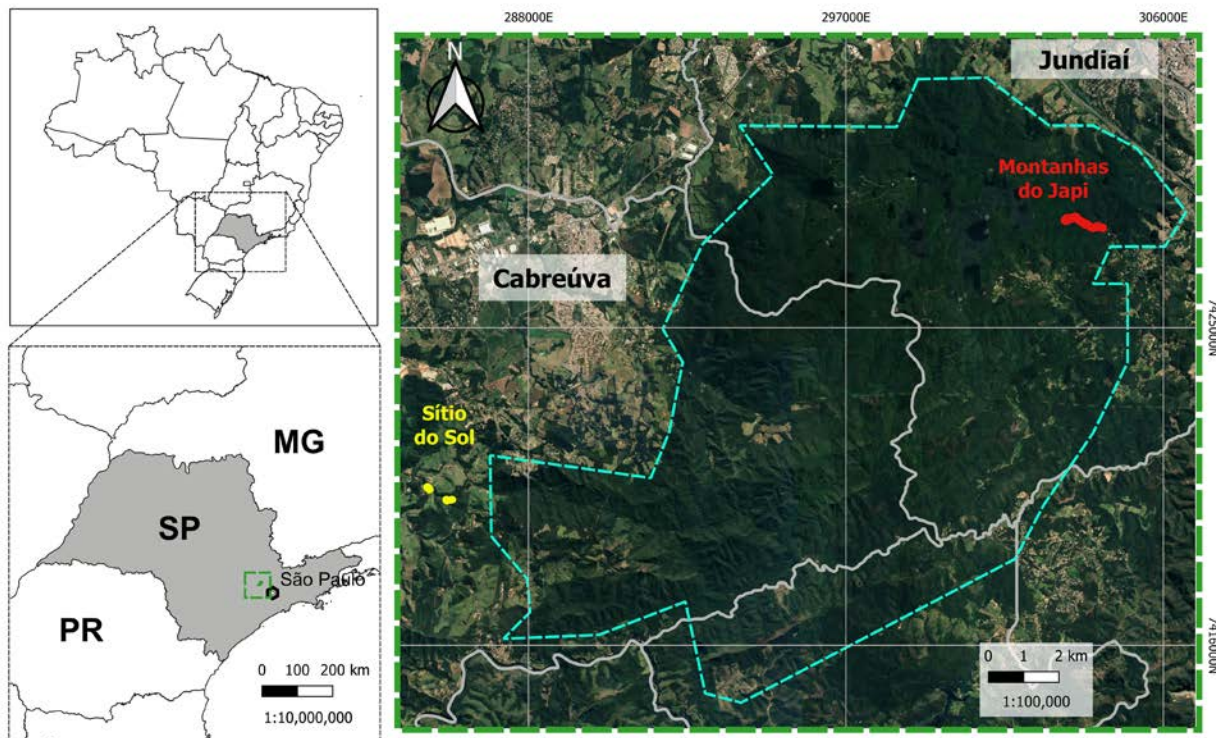 288000E
297000E
306000E
N
Jundiaí
Montanhas
do Japi
Cabreúva
7425000N
Sítio
do Sol
MG
SP
São Paulo
PR
0 100 200 km
1:10,000,000
7416000N
0 1 2 km
1:100,000